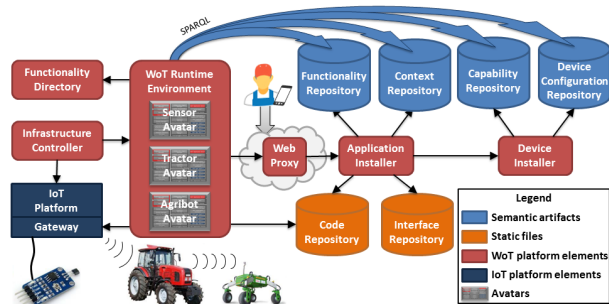 SPARQL
Functionality
Directory
WoT Runtime
Environment
Functionality
Repository
Context
Repository
Capability
Repository
Device
Configuration
Repository
Sensor
Avatar
Infrastructure
Controller
Tractor
Avatar
Web
Proxy
Application
Installer
Device
Installer
IoT
Platform
Gateway
Agribot
Avatar
Code
Repository
Interface
Repository
Legend
Semantic artifacts
Static files
WoT platform elements
IoT platform elements
Avatars